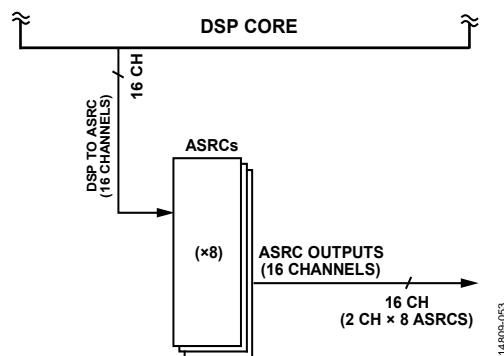 DSP CORE
16 CH
DSP TO ASRC
(16 CHANNELS)
ASRCs
(×8)
ASRC OUTPUTS
(16 CHANNELS)
16 CH
(2 CH × 8 ASRCS)
14809-053